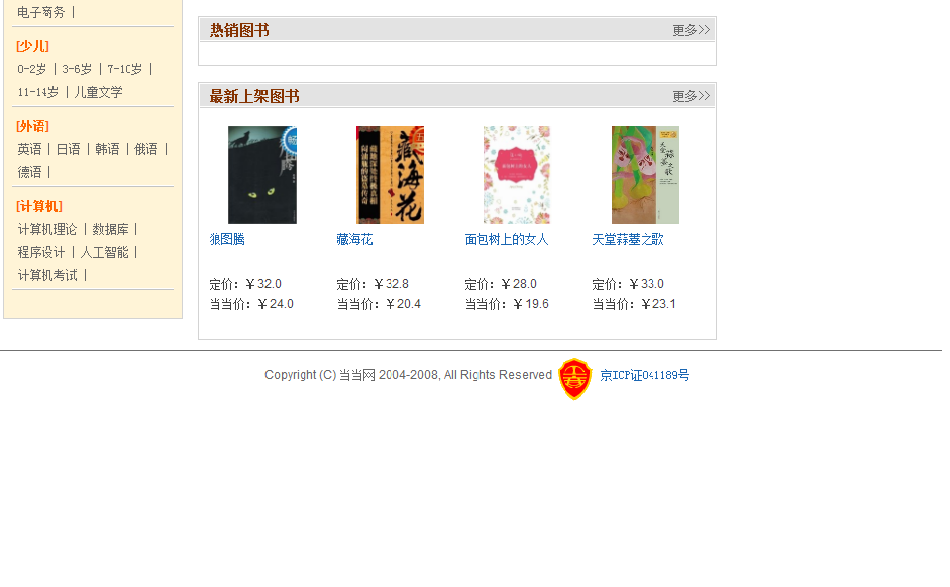 电子商务 |
[少儿]
0-2岁 | 3-6岁 | 7-10岁 |
11-14岁 | 儿童文学
[外语]
英语 | 日语 | 韩语 | 俄语 |
德语 |
[计算机]
计算机理论 | 数据库 |
程序设计 | 人工智能 |
计算机考试 |
热销图书 更多>>
最新上架图书 更多>>
藏海花
狼图腾 藏海花 面包树上的女人 天堂蒜薹之歌
定价：￥32.0 定价：￥32.8 定价：￥28.0 定价：￥33.0
当当价：￥24.0 当当价：￥20.4 当当价：￥19.6 当当价：￥23.1
Copyright (C) 当当网 2004-2008, All Rights Reserved 京ICP证041189号